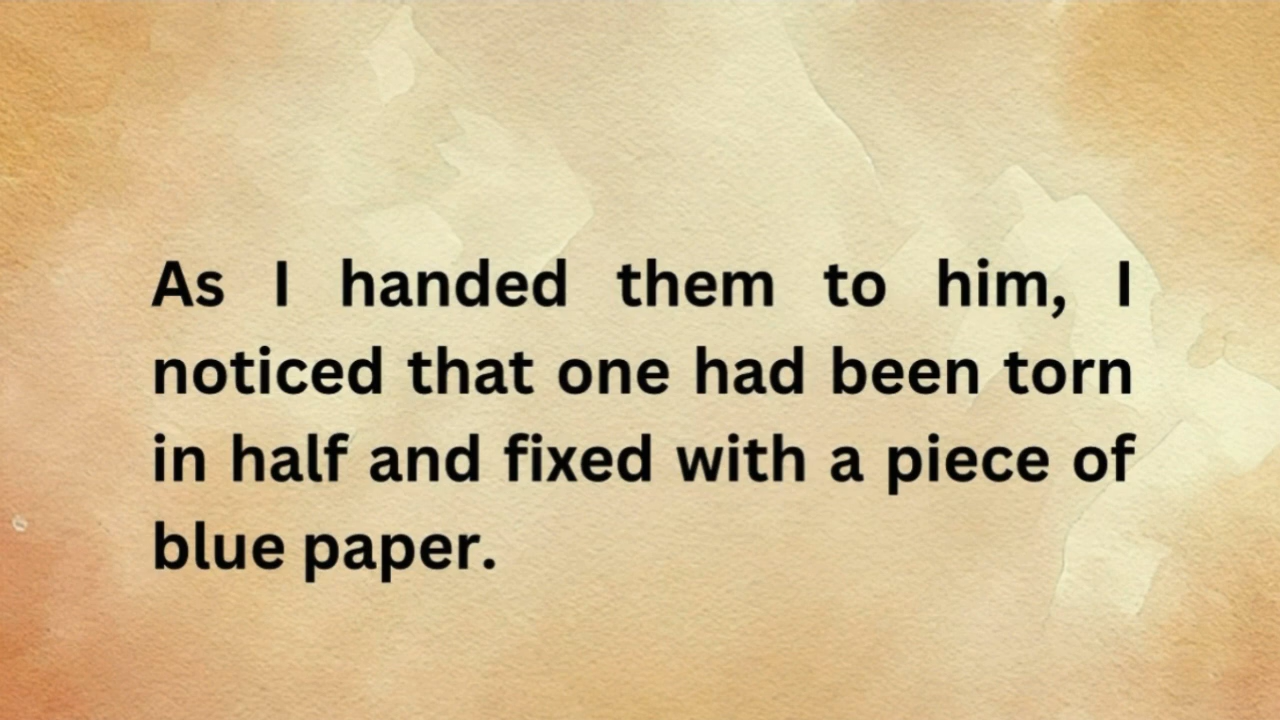 As I handed them to him, I
noticed that one had been torn
in half and fixed with a piece of
blue paper.